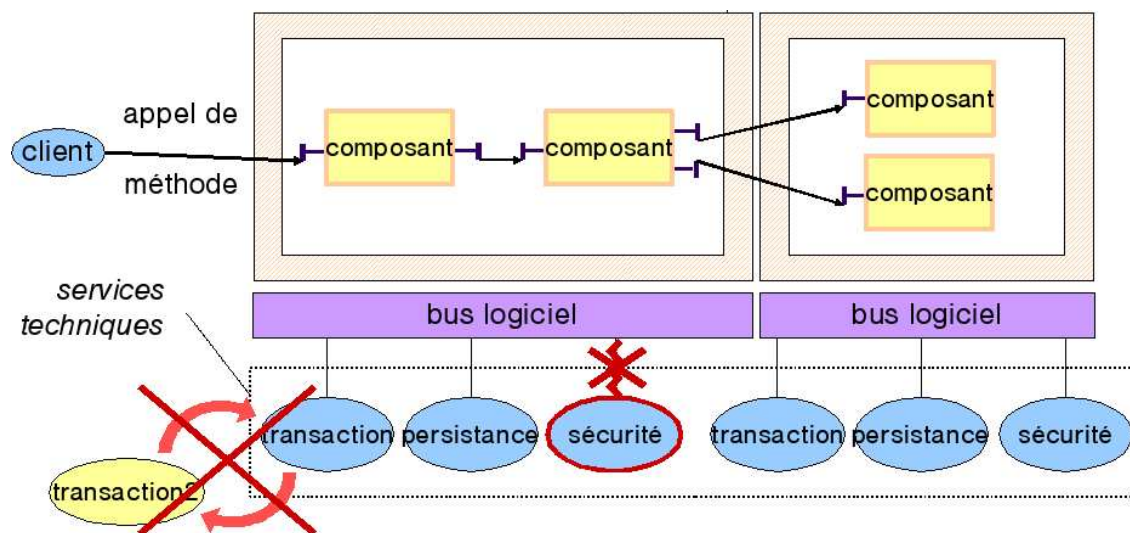 appel de
méthode
client
composant
composant
composant
composant
services
techniques
bus logiciel
bus logiciel
transaction
persistance
sécurité
transaction
persistance
sécurité
transaction2